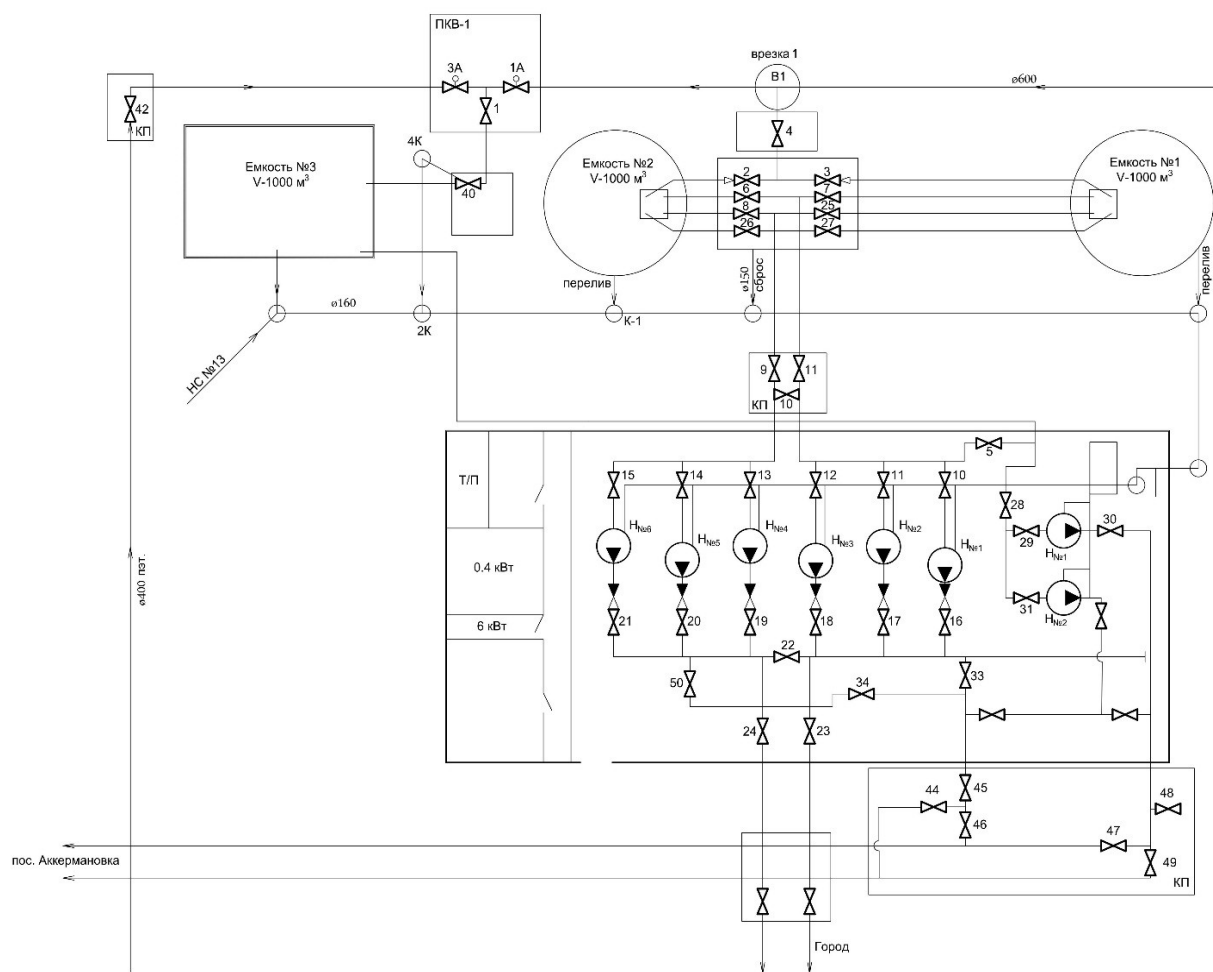 ПКВ-1
врезка 1
3А
1А
В1
ø600
42
КП
1
4
4К
Емкость №3
V-1000 м³
Емкость №2
V-1000 м³
Емкость №1
V-1000 м³
40
2
3
6
7
8
25
26
27
перелив
ø150
сброс
перелив
ø160
2К
К-1
НС №13
9
11
КП
10
5
Т/П
15
14
13
12
11
10
28
Н№6
Н№5
Н№4
Н№3
Н№2
Н№1
29
30
Н№1
0.4 кВт
31
Н№2
6 кВт
21
20
19
18
17
16
22
ø400 пэт.
50
34
33
24
23
45
44
48
46
47
пос. Аккермановка
49
КП
Город